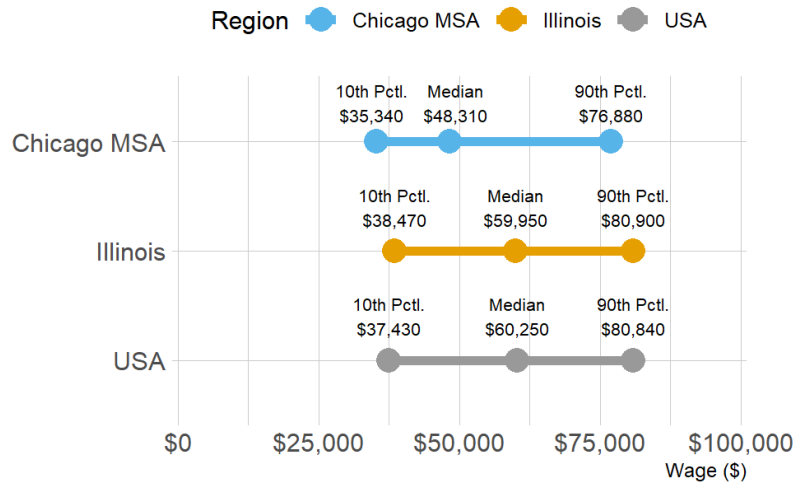 Region Chicago MSA Illinois USA
10th Pctl. Median 90th Pctl.
$35,340 $48,310 $76,880
Chicago MSA
10th Pctl. Median 90th Pctl.
$38,470 $59,950 $80,900
Illinois
10th Pctl. Median 90th Pctl.
$37,430 $60,250 $80,840
USA
$0 $25,000 $50,000 $75,000 $100,000
Wage ($)